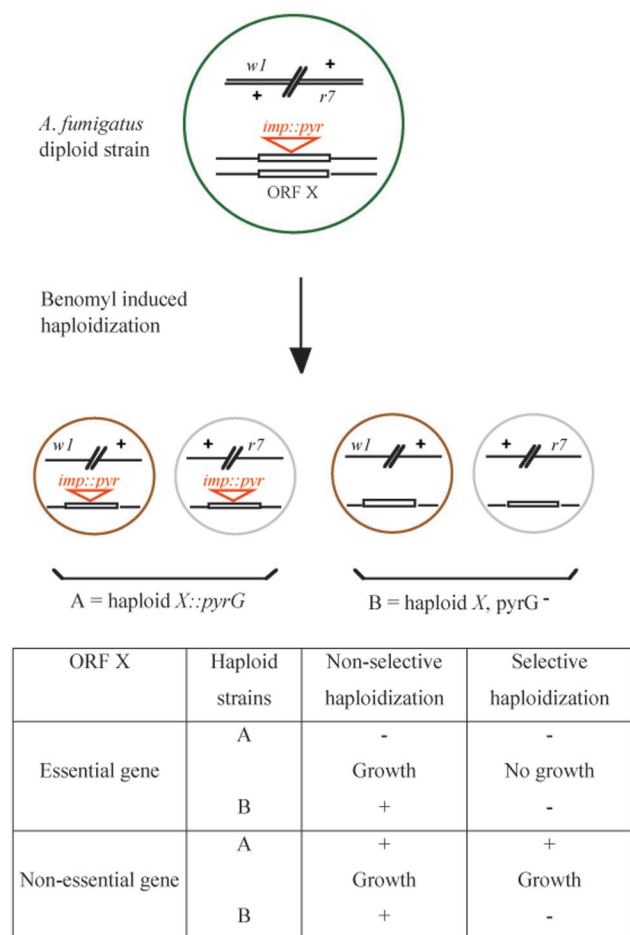 w1 +
+ r7
A. fumigatus
diploid strain
imp::pyr
ORF X
Benomyl induced
haploidization
w1 + + r7 w1 + + r7
imp::pyr imp::pyr
A = haploid X::pyrG B = haploid X, pyrG-
ORF X Haploid strains Non-selective haploidization Selective haploidization
A - -
Essential gene Growth No growth
B + -
A + +
Non-essential gene Growth Growth
B + -